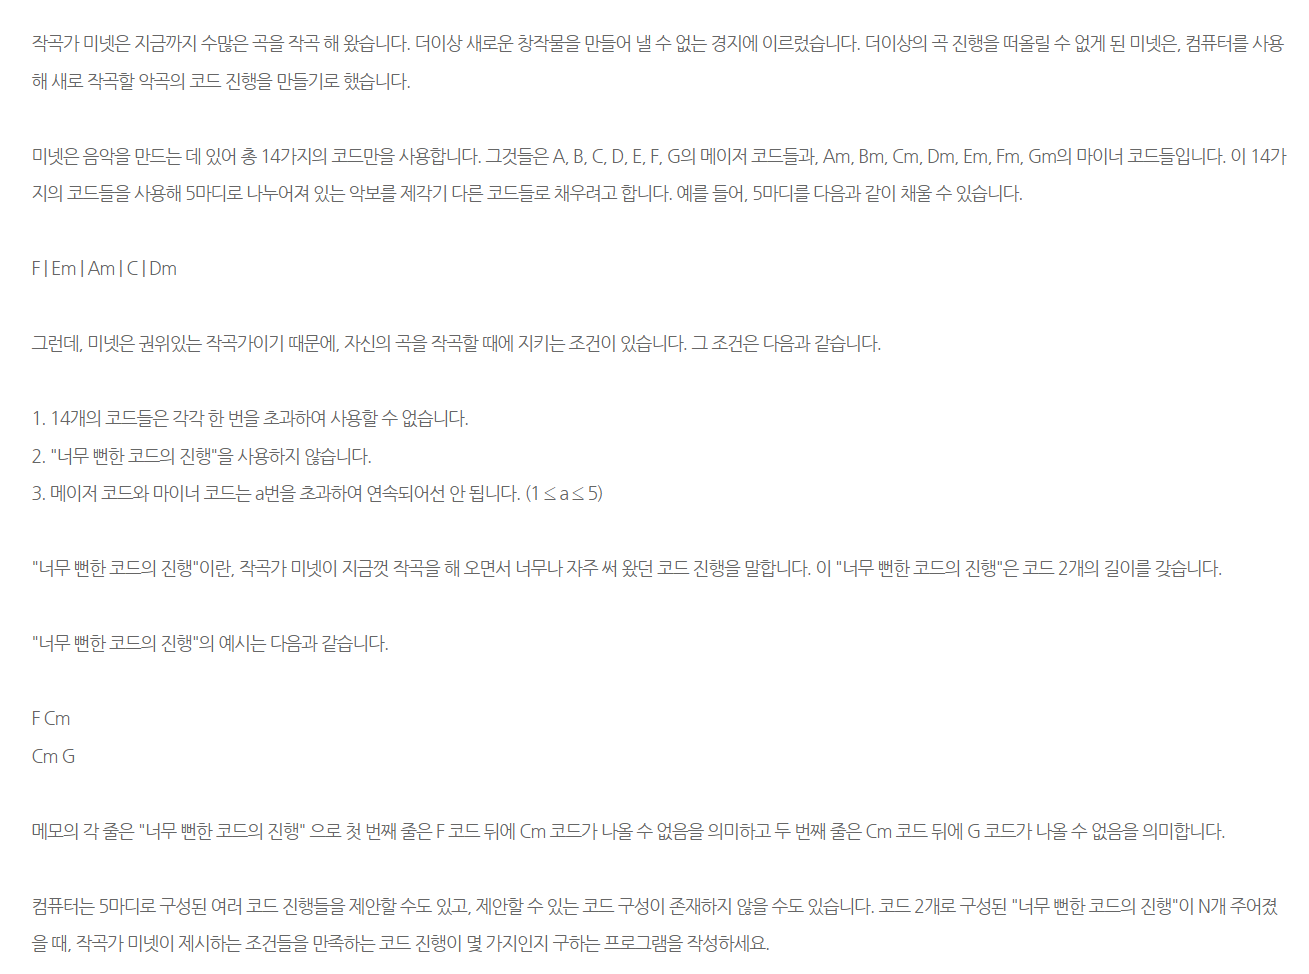 작곡가 미넷은 지금까지 수많은 곡을 작곡 해 왔습니다. 더이상 새로운 창작물을 만들어 낼 수 없는 경지에 이르렀습니다. 더이상의 곡 진행을 떠올릴 수 없게 된 미넷은, 컴퓨터를 사용
해 새로 작곡할 악곡의 코드 진행을 만들기로 했습니다.
미넷은 음악을 만드는 데 있어 총 14가지의 코드만을 사용합니다. 그것들은 A, B, C, D, E, F, G의 메이저 코드들과, Am, Bm, Cm, Dm, Em, Fm, Gm의 마이너 코드들입니다. 이 14가
지의 코드들을 사용해 5마디로 나누어져 있는 악보를 제각기 다른 코드들로 채우려고 합니다. 예를 들어, 5마디를 다음과 같이 채울 수 있습니다.
F | Em | Am | C | Dm
그런데, 미넷은 권위있는 작곡가이기 때문에, 자신의 곡을 작곡할 때에 지키는 조건이 있습니다. 그 조건은 다음과 같습니다.
1. 14개의 코드들은 각각 한 번을 초과하여 사용할 수 없습니다.
2. "너무 뻔한 코드의 진행"을 사용하지 않습니다.
3. 메이저 코드와 마이너 코드는 a번을 초과하여 연속되어선 안 됩니다. (1 ≤ a ≤ 5)
"너무 뻔한 코드의 진행"이란, 작곡가 미넷이 지금껏 작곡을 해 오면서 너무나 자주 써 왔던 코드 진행을 말합니다. 이 "너무 뻔한 코드의 진행"은 코드 2개의 길이를 갖습니다.
"너무 뻔한 코드의 진행"의 예시는 다음과 같습니다.
F Cm
Cm G
메모의 각 줄은 "너무 뻔한 코드의 진행" 으로 첫 번째 줄은 F 코드 뒤에 Cm 코드가 나올 수 없음을 의미하고 두 번째 줄은 Cm 코드 뒤에 G 코드가 나올 수 없음을 의미합니다.
컴퓨터는 5마디로 구성된 여러 코드 진행들을 제안할 수도 있고, 제안할 수 있는 코드 구성이 존재하지 않을 수도 있습니다. 코드 2개로 구성된 "너무 뻔한 코드의 진행"이 N개 주어졌
을 때, 작곡가 미넷이 제시하는 조건들을 만족하는 코드 진행이 몇 가지인지 구하는 프로그램을 작성하세요.